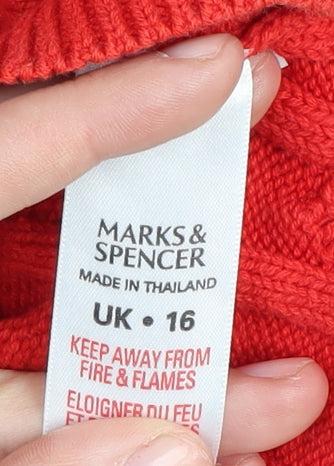 MARKS &
SPENCER
MADE IN THAILAND
UK • 16
KEEP AWAY FROM
FIRE & FLAMES
ELOIGNER DU FEU